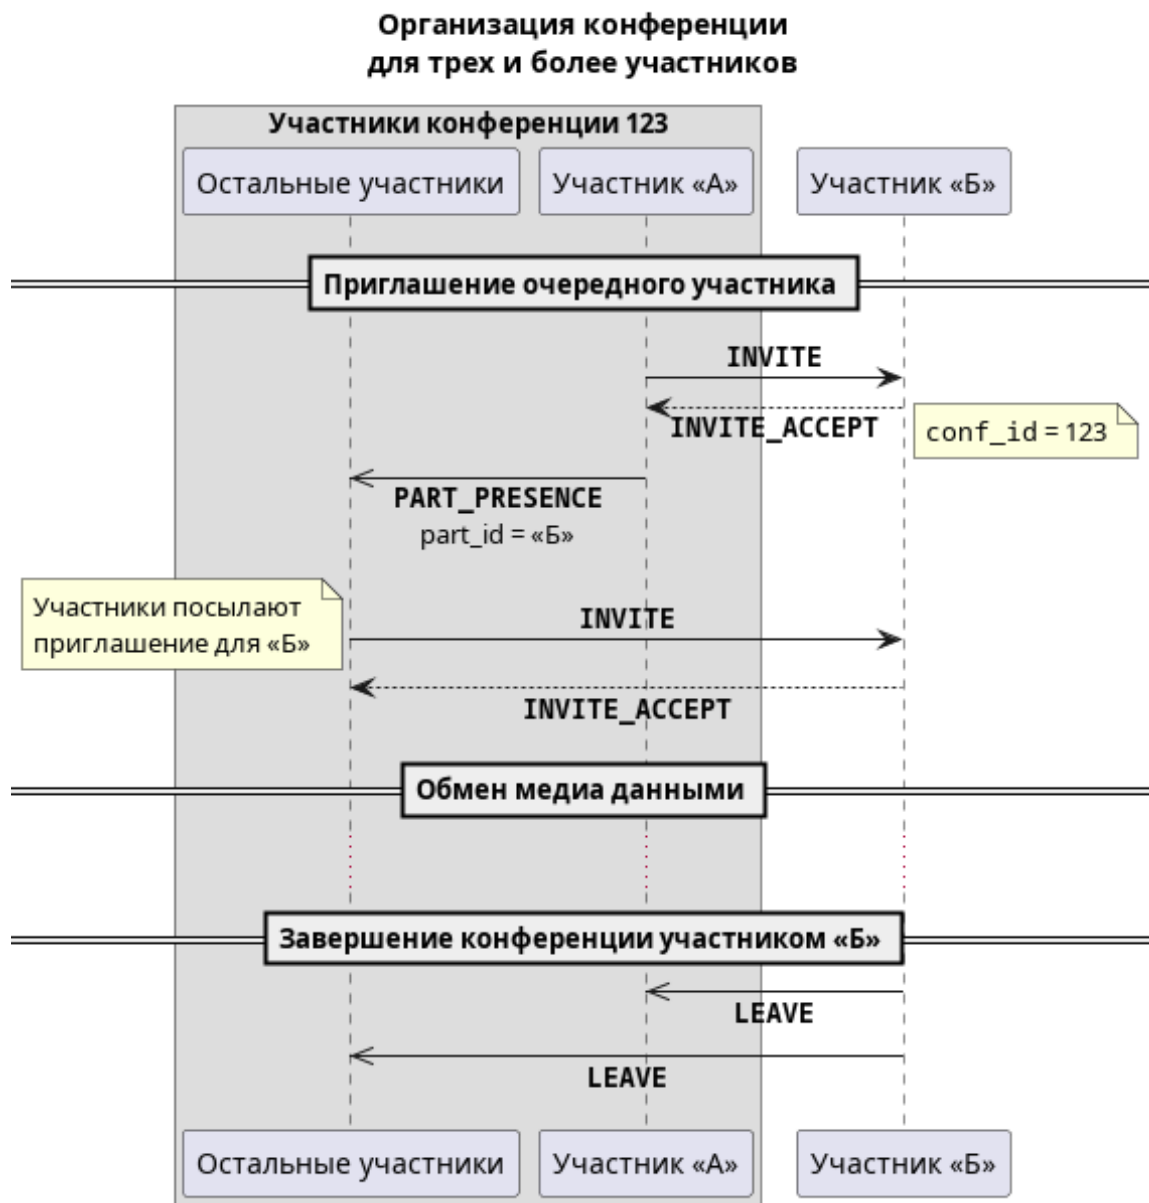 Организация конференции
для трех и более участников
Участники конференции 123
Остальные участники
Участник «А»
Участник «Б»
Приглашение очередного участника
INVITE
INVITE_ACCEPT
conf_id = 123
PART_PRESENCE
part_id = «Б»
Участники посылают
приглашение для «Б»
INVITE
INVITE_ACCEPT
Обмен медиа данными
Завершение конференции участником «Б»
LEAVE
LEAVE
Остальные участники
Участник «А»
Участник «Б»